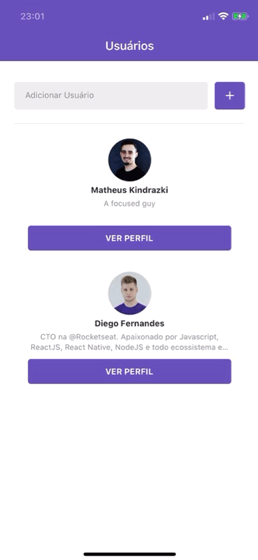 23:01
Usuários
Adicionar Usuário
+
Matheus Kindrazki
A focused guy
VER PERFIL
Diego Fernandes
CTO na @Rocketseat. Apaixonado por Javascript,
ReactJS, React Native, NodeJS e todo ecossistema e...
VER PERFIL